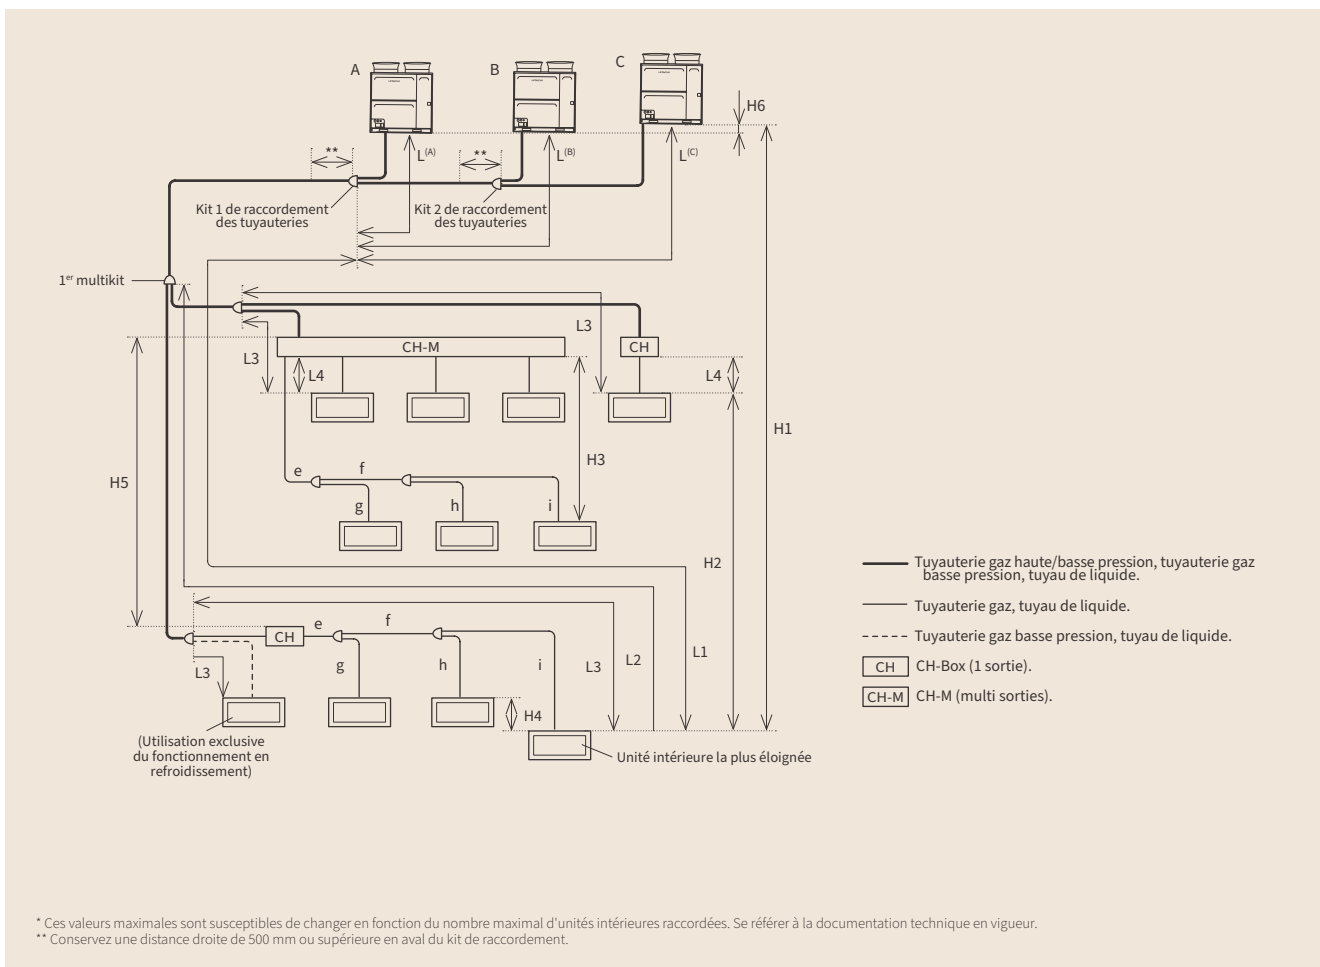 A
B
C
H6
**
L(A)
**
L(B)
L(C)
Kit 1 de raccordement
des tuyauteries
Kit 2 de raccordement
des tuyauteries
1er multikit
L3
CH-M
CH
L3
L4
L4
H1
H3
e
f
H5
g
h
i
H2
Tuyauterie gaz haute/basse pression, tuyauterie gaz
basse pression, tuyau de liquide.
Tuyauterie gaz, tuyau de liquide.
Tuyauterie gaz basse pression, tuyau de liquide.
CH
CH-Box (1 sortie).
CH-M
CH-M (multi sorties).
CH
e
f
g
h
i
L3
L3
L2
L1
H4
(Utilisation exclusive
du fonctionnement en
refroidissement)
Unité intérieure la plus éloignée
* Ces valeurs maximales sont susceptibles de changer en fonction du nombre maximal d'unités intérieures raccordées. Se référer à la documentation technique en vigueur.
** Conservez une distance droite de 500 mm ou supérieure en aval du kit de raccordement.